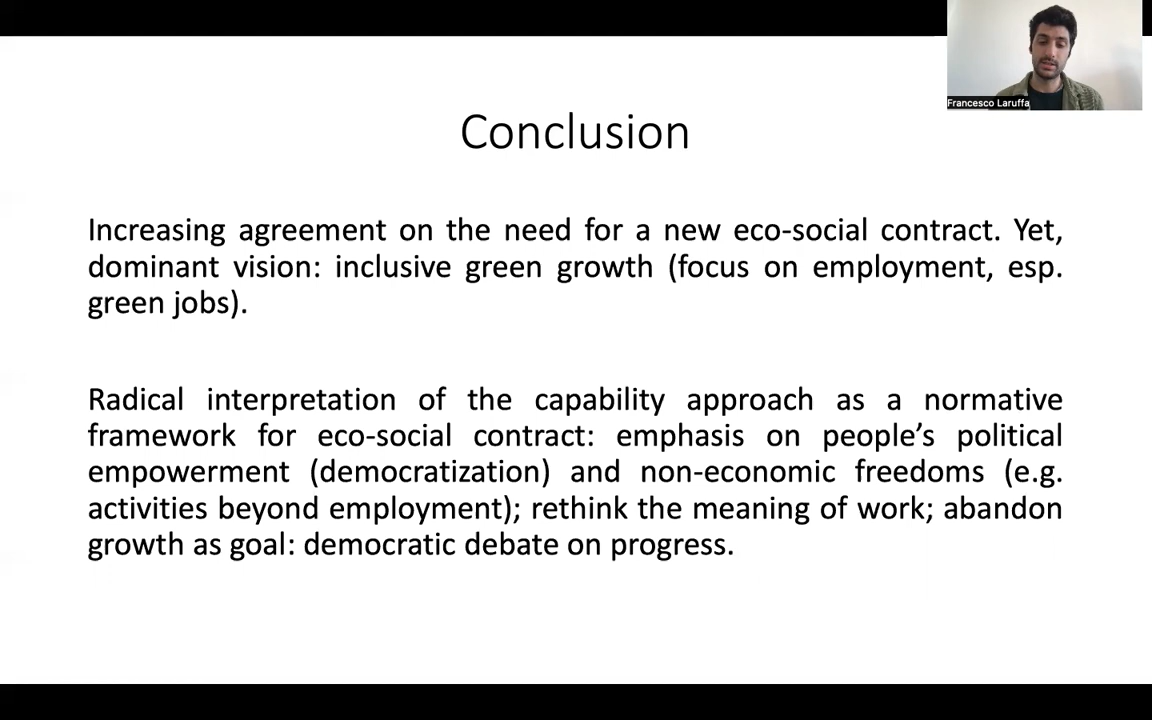 Francesco Laruffa
Conclusion
Increasing agreement on the need for a new eco-social contract. Yet,
dominant vision: inclusive green growth (focus on employment, esp.
green jobs).
Radical interpretation of the capability approach as a normative
framework for eco-social contract: emphasis on people’s political
empowerment (democratization) and non-economic freedoms (e.g.
activities beyond employment); rethink the meaning of work; abandon
growth as goal: democratic debate on progress.